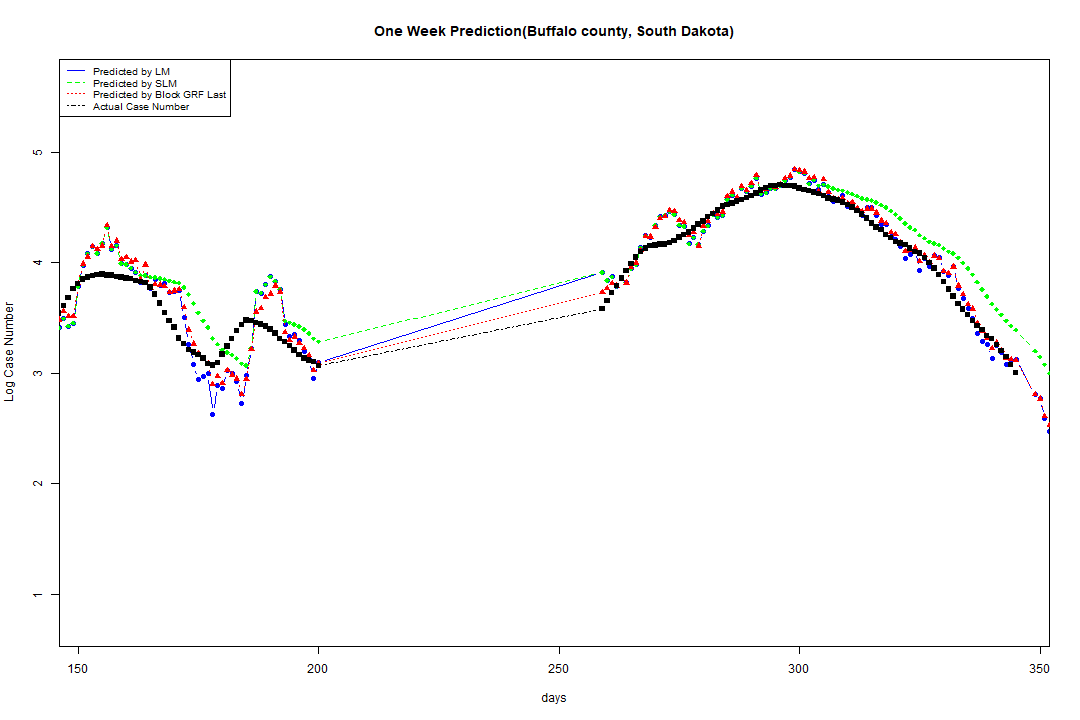 One Week Prediction(Buffalo county, South Dakota)
Predicted by LM
Predicted by SLM
Predicted by Block GRF Last
Actual Case Number
5
4
3
2
1
Log Case Number
150 200 250 300 350
days